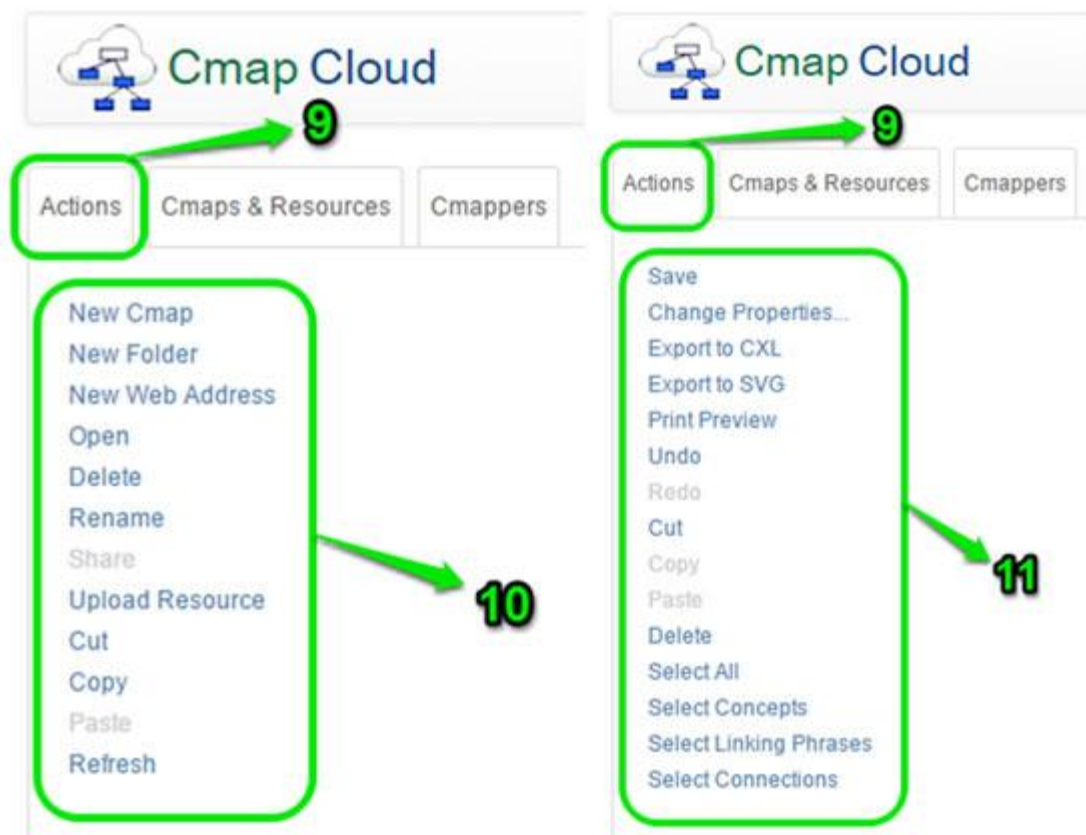 Cmap Cloud
9
Actions
Cmaps & Resources
Cmappers
New Cmap
New Folder
New Web Address
Open
Delete
Rename
Share
Upload Resource
Cut
Copy
Paste
Refresh
10
Cmap Cloud
9
Actions
Cmaps & Resources
Cmappers
Save
Change Properties...
Export to CXL
Export to SVG
Print Preview
Undo
Redo
Cut
Copy
Paste
Delete
Select All
Select Concepts
Select Linking Phrases
Select Connections
11